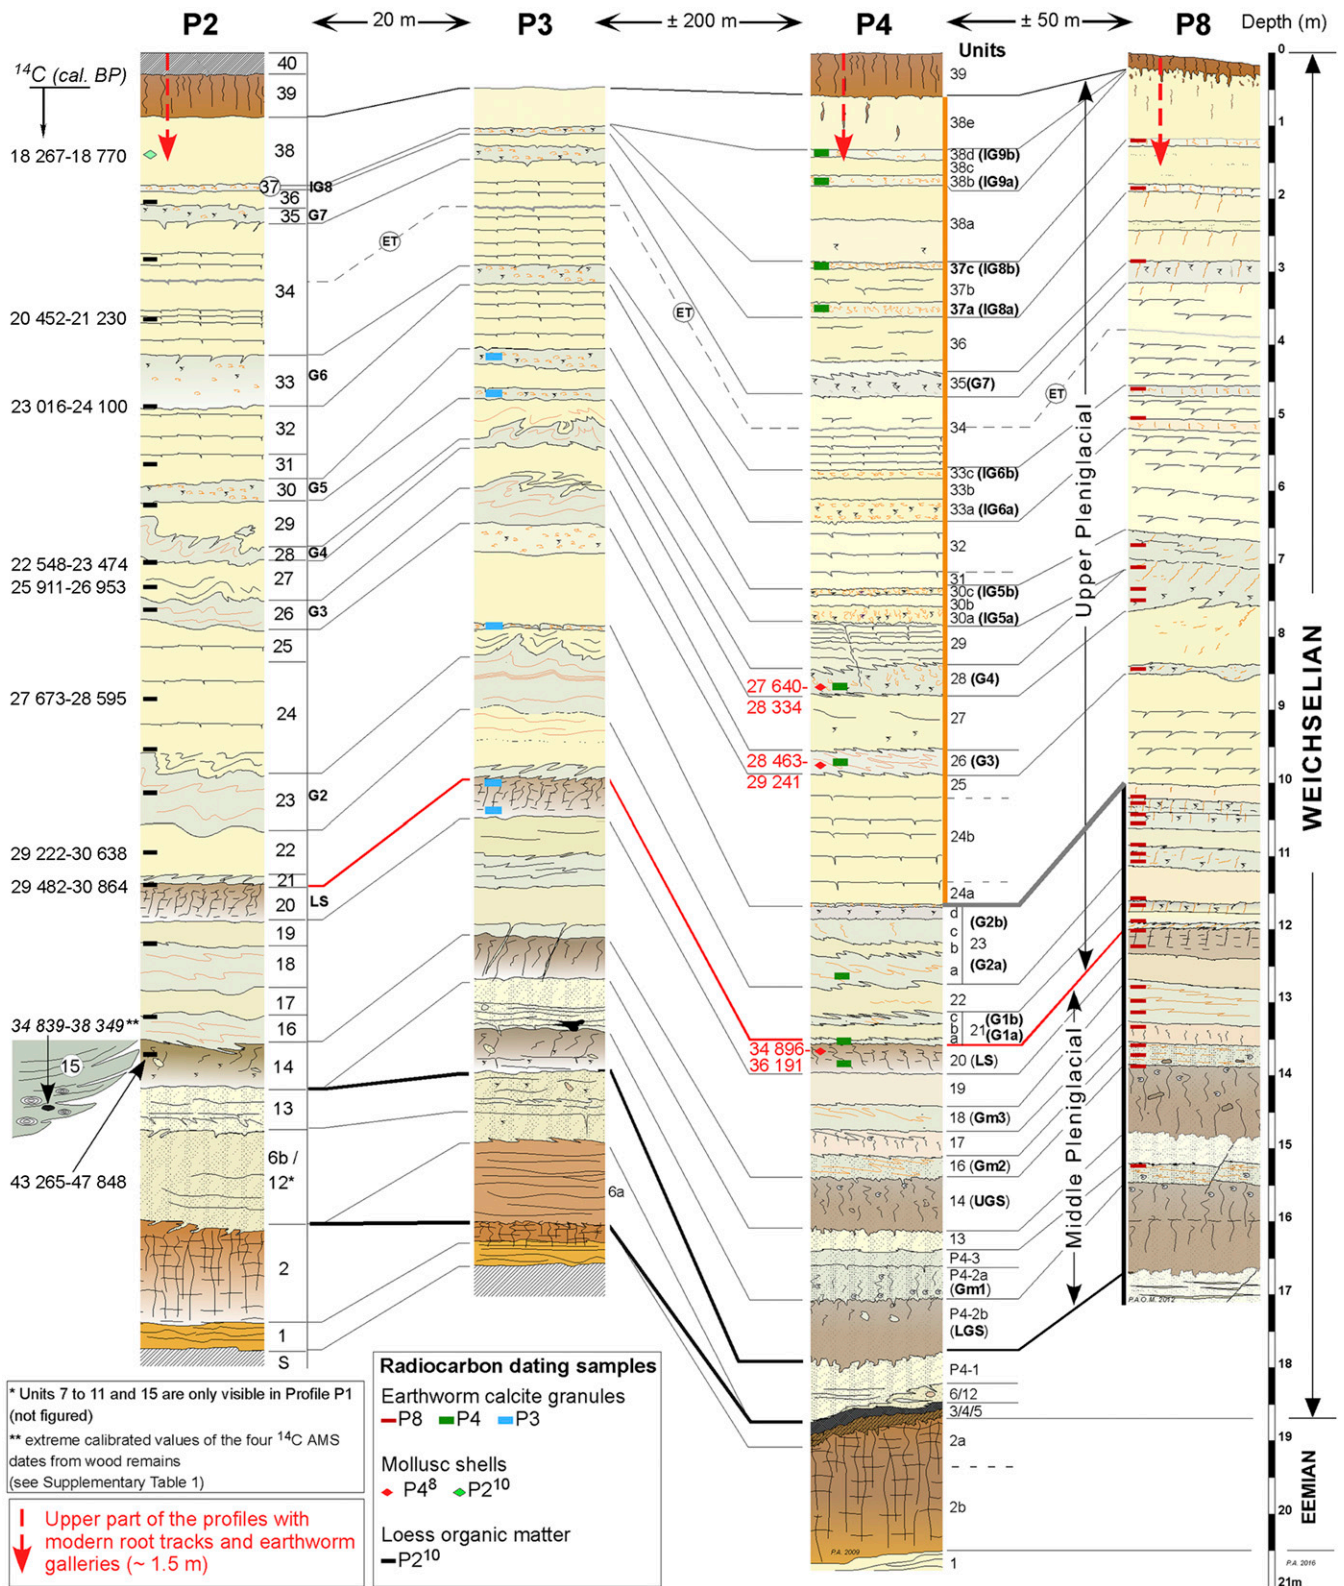 P2
20 m
P3
± 200 m
P4
± 50 m
P8
Depth (m)
Units
14C (cal. BP)
18 267-18 770
20 452-21 230
23 016-24 100
22 548-23 474
25 911-26 953
27 673-28 595
29 222-30 638
29 482-30 864
34 839-38 349**
15
43 265-47 848
40
39
38
37 IG8
36
35 G7
34
33 G6
32
31
30 G5
29
28 G4
27
26 G3
25
24
23 G2
22
21
20 LS
19
18
17
16
14
13
6b /
12*
2
1
S
ET
ET
ET
6a
27 640-
28 334
28 463-
29 241
34 896-
36 191
39
38e
38d (IG9b)
38c
38b (IG9a)
38a
37c (IG8b)
37b
37a (IG8a)
36
35(G7)
34
33c (IG6b)
33b
33a (IG6a)
32
31
30c (IG5b)
30b
30a (IG5a)
29
28 (G4)
27
26 (G3)
25
24b
24a
d
c
b
a
23
(G2b)
(G2a)
22
c
b
a
21
(G1b)
(G1a)
20 (LS)
19
18 (Gm3)
17
16 (Gm2)
14 (UGS)
13
P4-3
P4-2a
(Gm1)
P4-2b
(LGS)
P4-1
6/12
3/4/5
2a
2b
1
P.A. 2009
Upper Pleniglacial
Middle Pleniglacial
P.A.O.M. 2012
0
1
2
3
4
5
6
7
8
9
10
11
12
13
14
15
16
17
18
19
20
21m
WEICHSELIAN
EEMIAN
P.A. 2016
* Units 7 to 11 and 15 are only visible in Profile P1
(not figured)
** extreme calibrated values of the four 14C AMS
dates from wood remains
(see Supplementary Table 1)
Upper part of the profiles with
modern root tracks and earthworm
galleries (~ 1.5 m)
Radiocarbon dating samples
Earthworm calcite granules
P8 P4 P3
Mollusc shells
P48 P210
Loess organic matter
P210